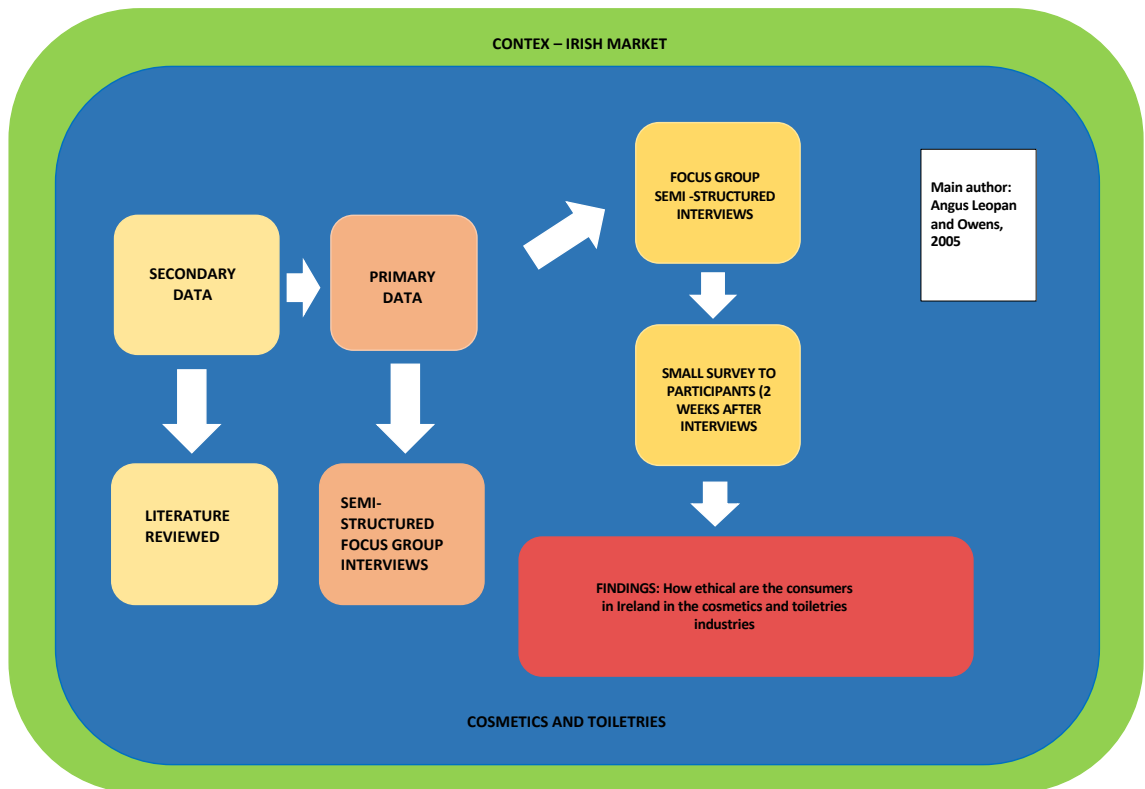 CONTEX – IRISH MARKET
FOCUS GROUP
SEMI -STRUCTURED
INTERVIEWS
Main author:
Angus Leopan
and Owens,
2005
SECONDARY
DATA
PRIMARY
DATA
SMALL SURVEY TO
PARTICIPANTS (2
WEEKS AFTER
INTERVIEWS
LITERATURE
REVIEWED
SEMI-
STRUCTURED
FOCUS GROUP
INTERVIEWS
FINDINGS: How ethical are the consumers
in Ireland in the cosmetics and toiletries
industries
COSMETICS AND TOILETRIES